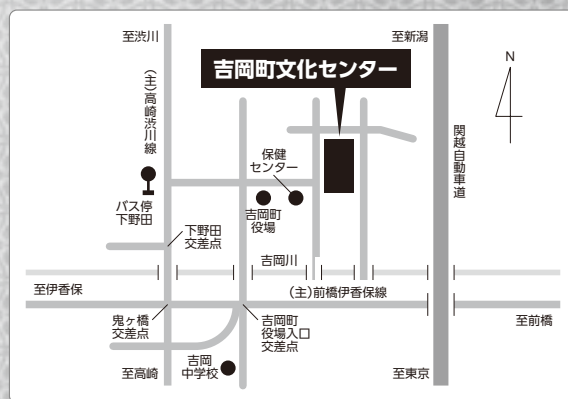 至渋川
至新潟
吉岡町文化センター
N
(主)高崎渋川線
関越自動車道
保健
センター
バス停
下野田
吉岡町
役場
下野田
交差点
吉岡川
至伊香保
(主)前橋伊香保線
鬼ヶ橋
交差点
吉岡町
役場入口
交差点
至前橋
吉岡
中学校
至高崎
至東京